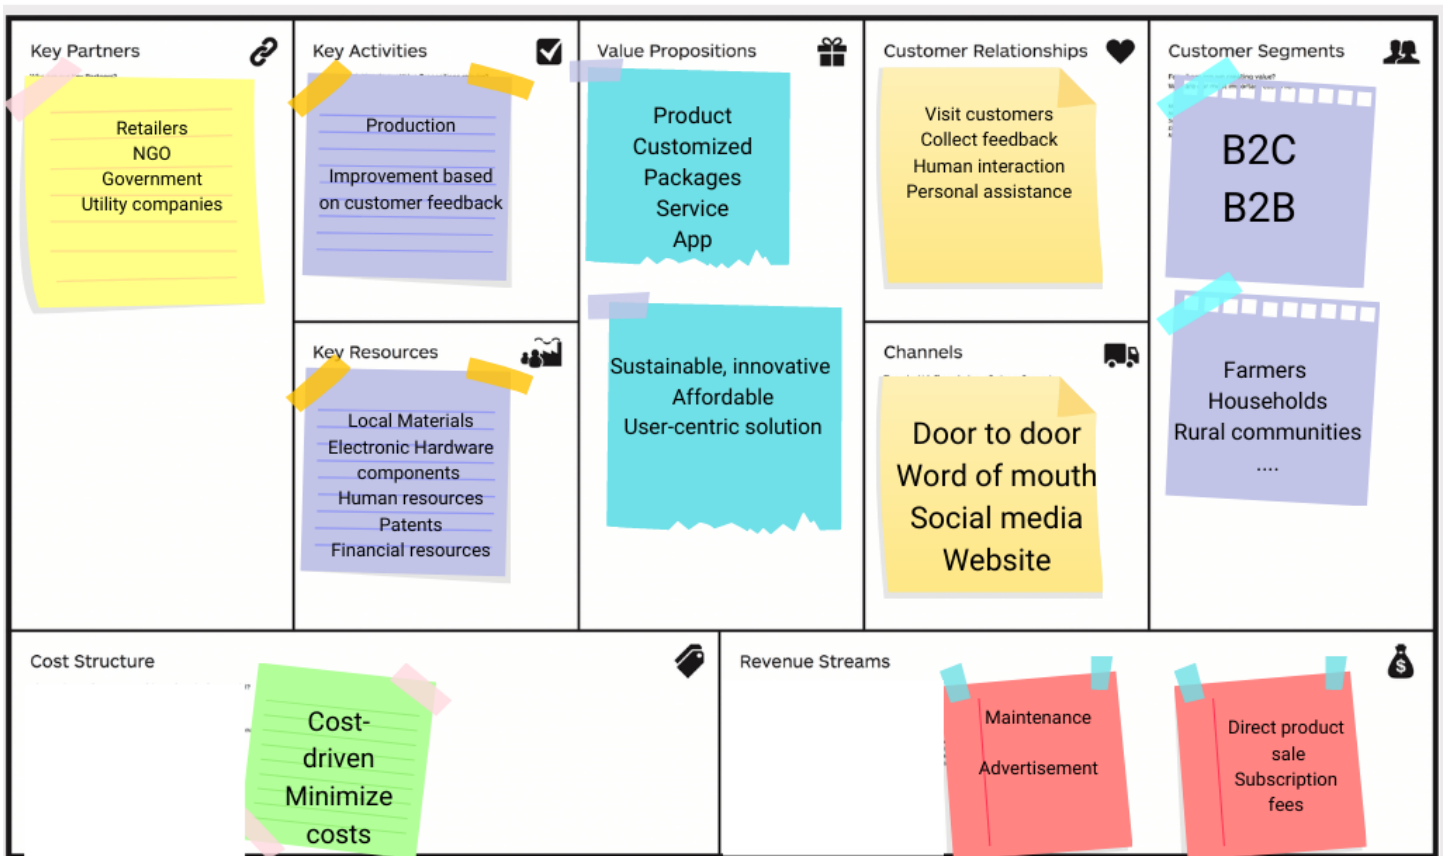 Key Partners
Retailers
NGO
Government
Utility companies
Key Activities
Production
Improvement based
on customer feedback
Key Resources
Local Materials
Electronic Hardware
components
Human resources
Patents
Financial resources
Value Propositions
Product
Customized
Packages
Service
App
Sustainable, innovative
Affordable
User-centric solution
Customer Relationships
Visit customers
Collect feedback
Human interaction
Personal assistance
Channels
Door to door
Word of mouth
Social media
Website
Customer Segments
B2C
B2B
Farmers
Households
Rural communities
....
Cost Structure
Cost-
driven
Minimize
costs
Revenue Streams
Maintenance
Advertisement
Direct product
sale
Subscription
fees